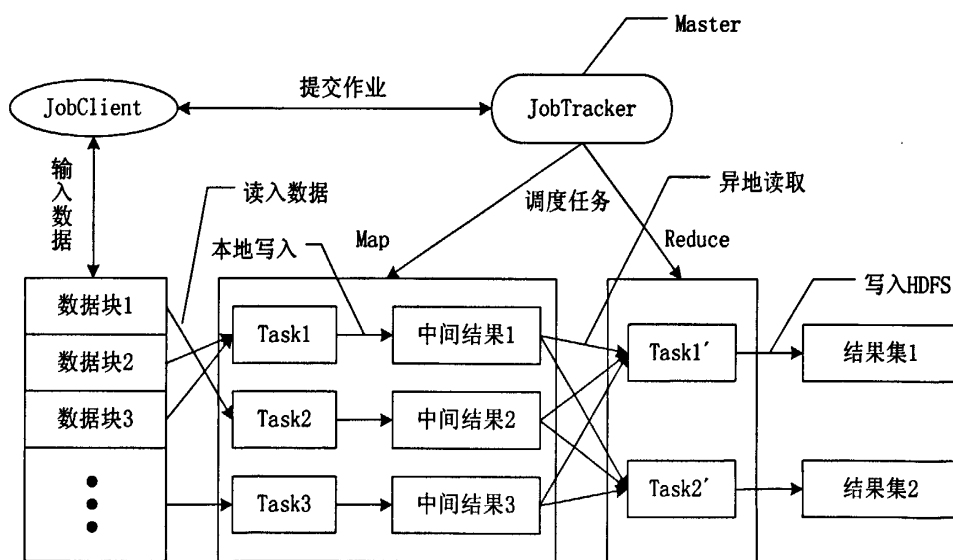 Master
提交作业
JobClient
JobTracker
输入数据
读入数据
异地读取
调度任务
本地写入
Map
Reduce
写入HDFS
数据块1
Task1
中间结果1
Task1′
结果集1
数据块2
数据块3
Task2
中间结果2
Task3
中间结果3
Task2′
结果集2